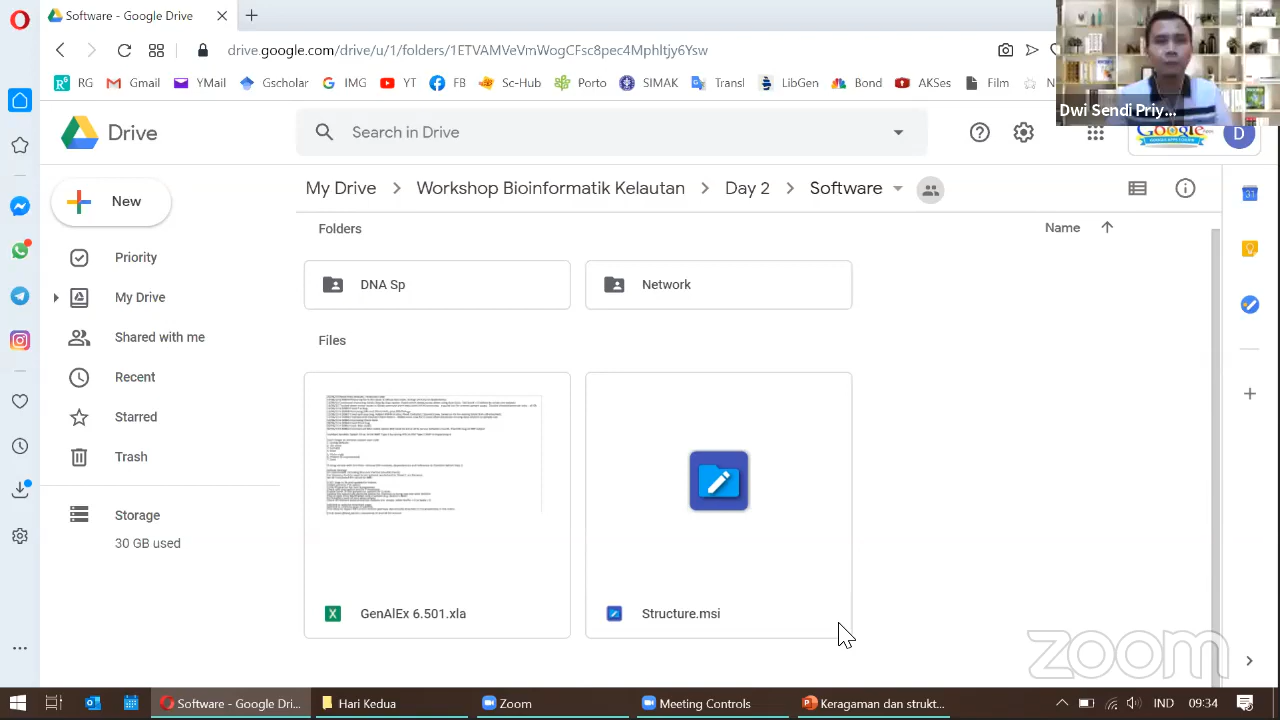 Software - Google Drive
drive.google.com/drive/u/1/folders/1ETVAMVeVmWogCFsc8pec4MphItjy6Ysw
RG
Gmail
YMail
Gscholar
IMG
YT
FB
Sc-Hub
Porto
SIMAK
Transl
LibGen
Bond
AKSes
Film
Dwi Sendi Priy...
Drive
Search in Drive
Google
D
My Drive > Workshop Bioinformatik Kelautan > Day 2 > Software
New
Folders
Name
Priority
DNA Sp
Network
My Drive
Shared with me
Files
Recent
Starred
Trash
Storage
30 GB used
GenAlEx 6.501.xla
Structure.msi
zoom
Software - Google Dri...
Hari Kedua
Zoom
Meeting Controls
Keragaman dan strukt...
IND
09:34